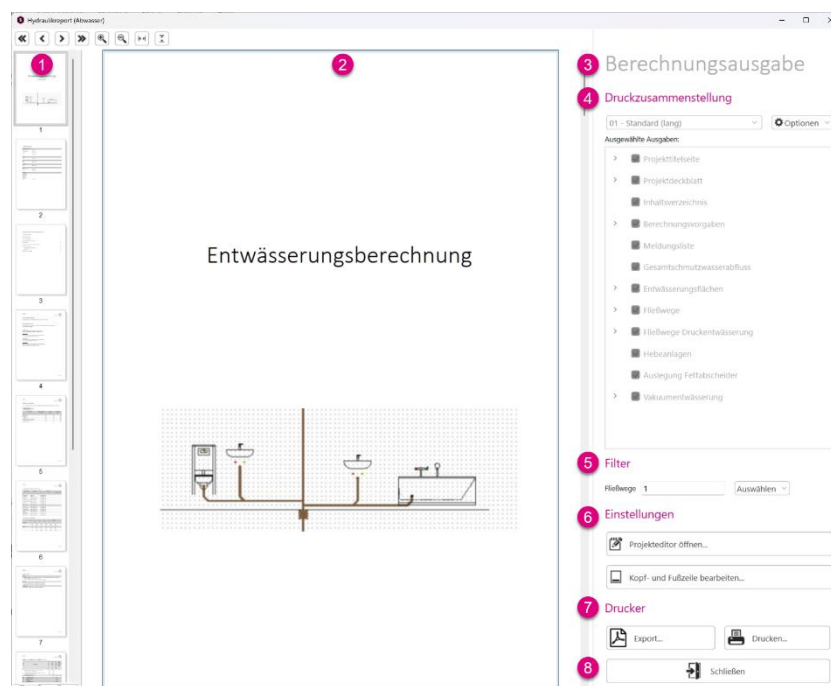 Hydraulikreport (Abwasser)
1
2
3
4
5
6
7
8
1
2
3
4
5
6
7
Entwässerungsberechnung
Berechnungsausgabe
Druckzusammenstellung
01 - Standard (lang)
Optionen
Ausgewählte Ausgaben:
Projekttitelseite
Projektdeckblatt
Inhaltsverzeichnis
Berechnungsvorgaben
Meldungsliste
Gesamtschmutzwasserabfluss
Entwässerungsflächen
Fließwege
Fließwege Druckentwässerung
Hebeanlagen
Auslegung Fettabscheider
Vakuumentwässerung
Filter
Fließwege 1 Auswählen
Einstellungen
Projekteditor öffnen...
Kopf- und Fußzeile bearbeiten...
Drucker
Export... Drucken...
Schließen